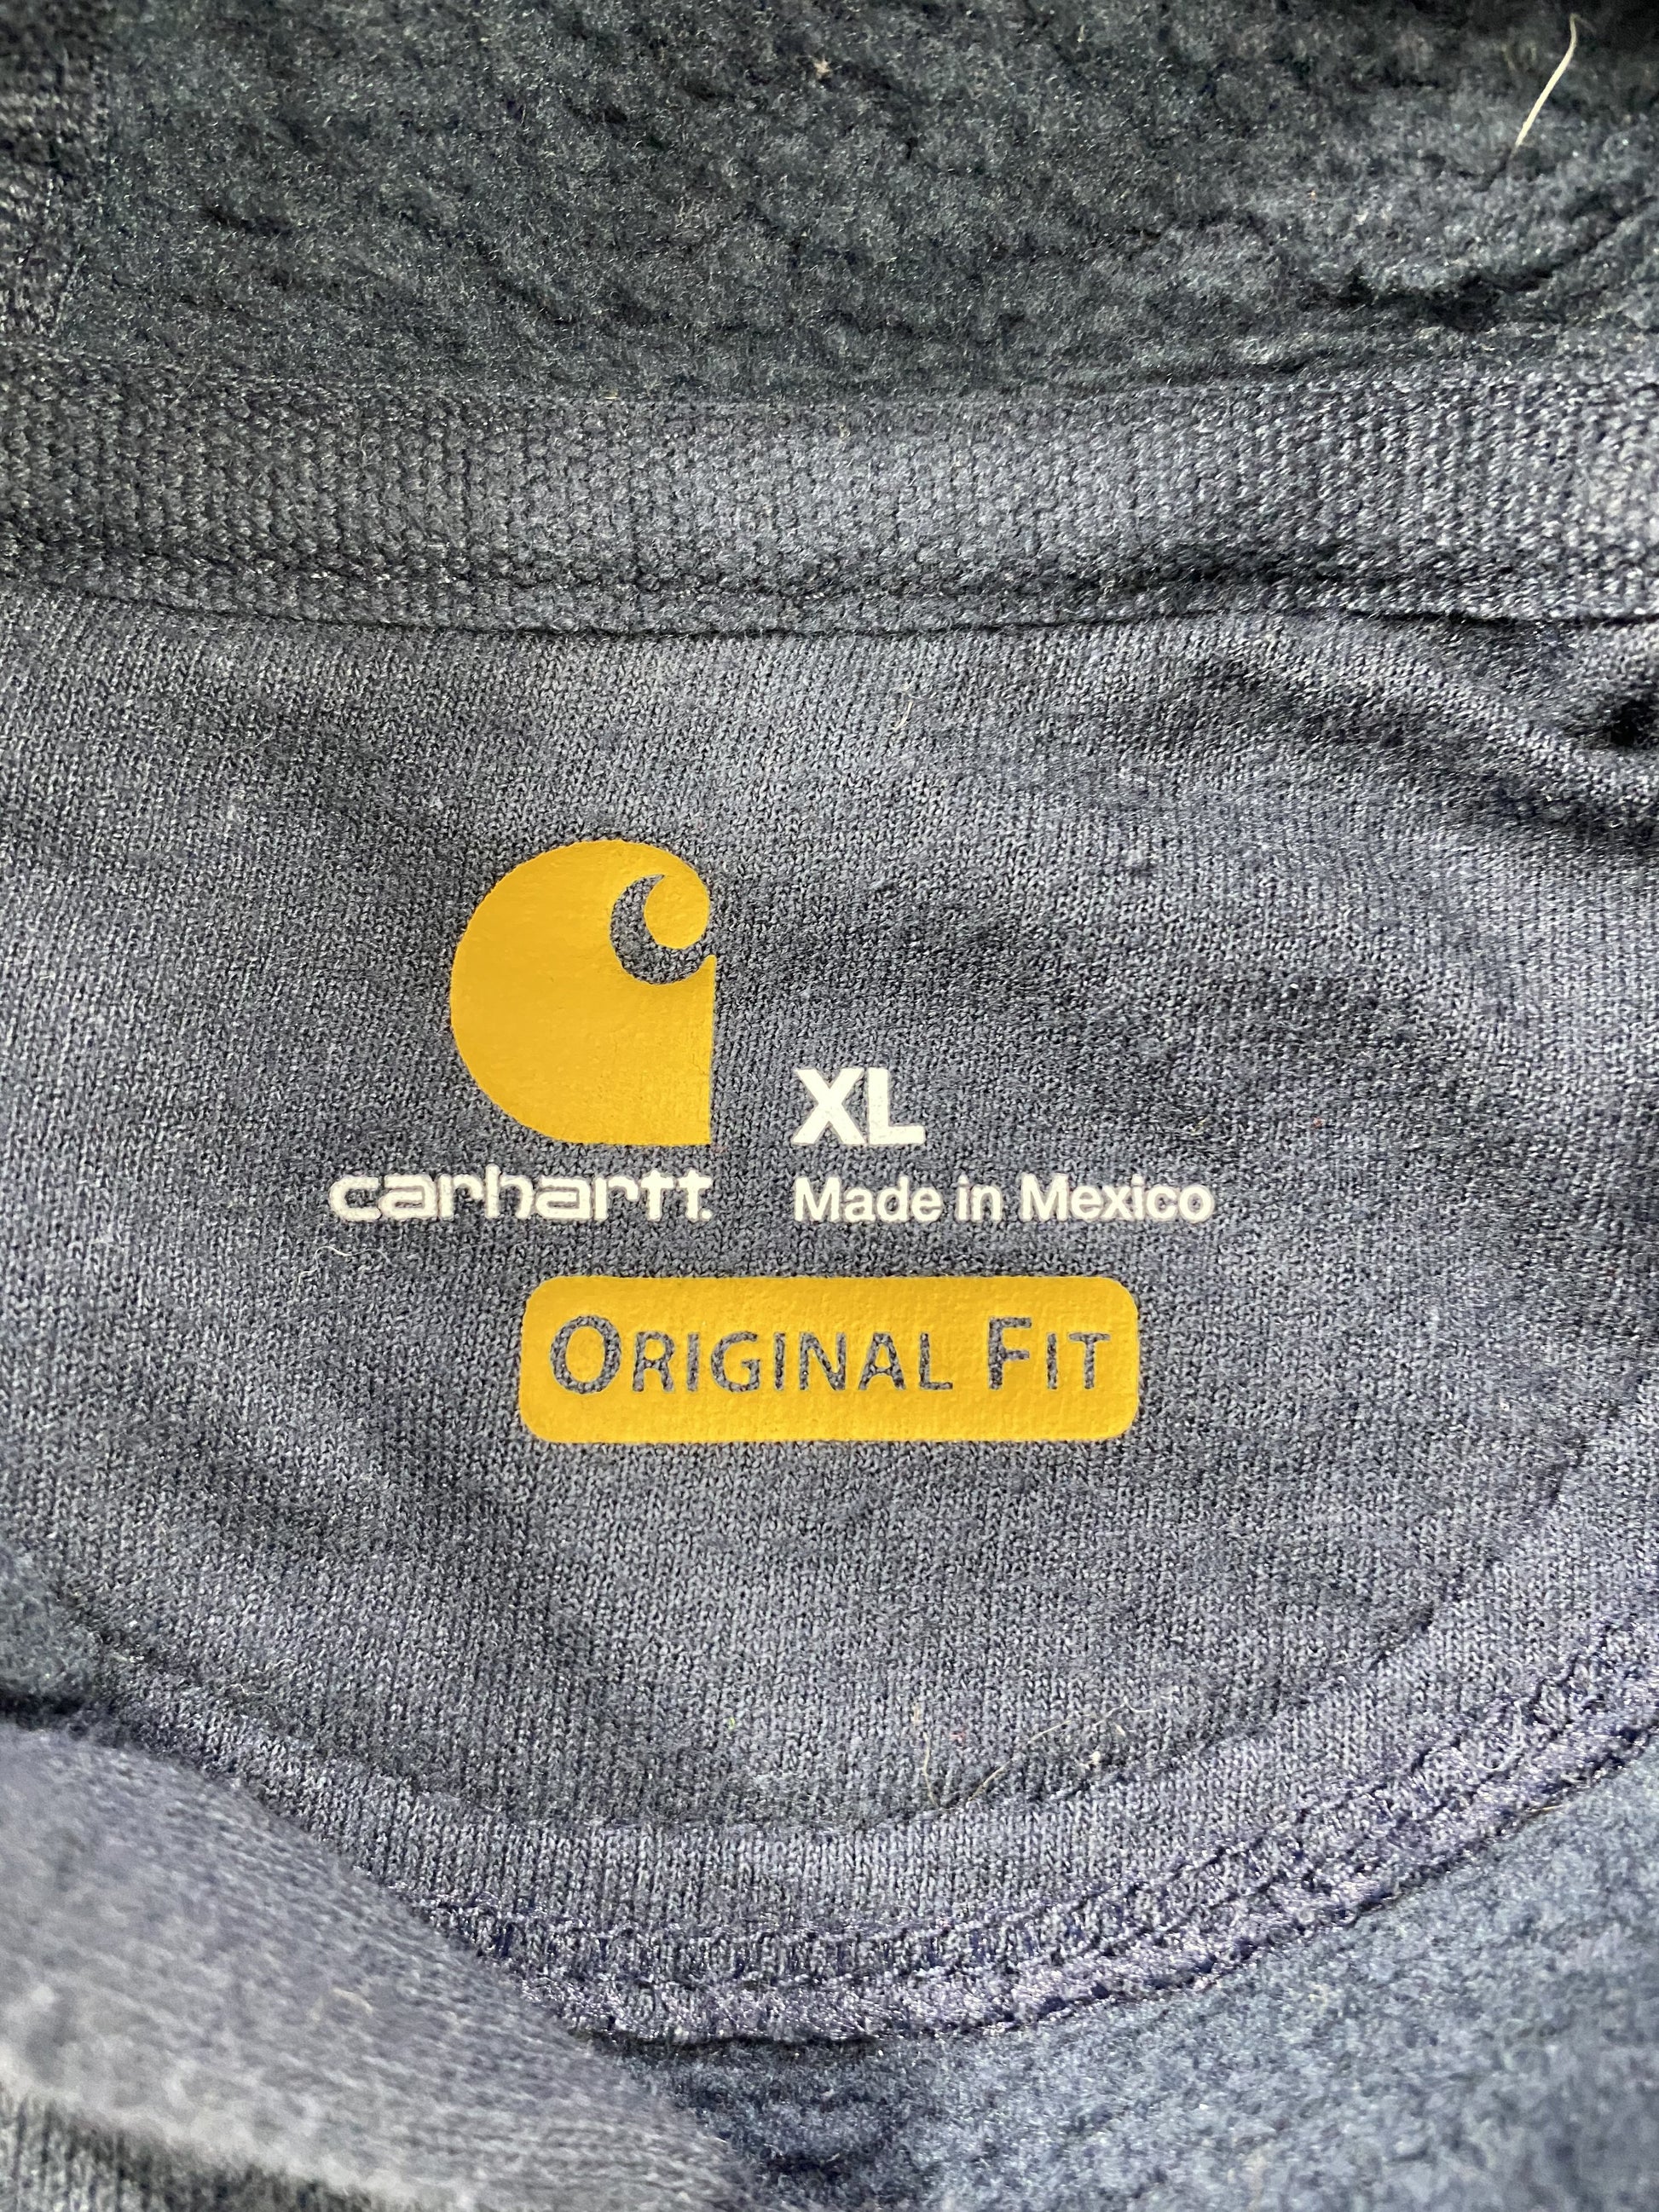 XL
carhartt.
Made in Mexico
ORIGINAL FIT